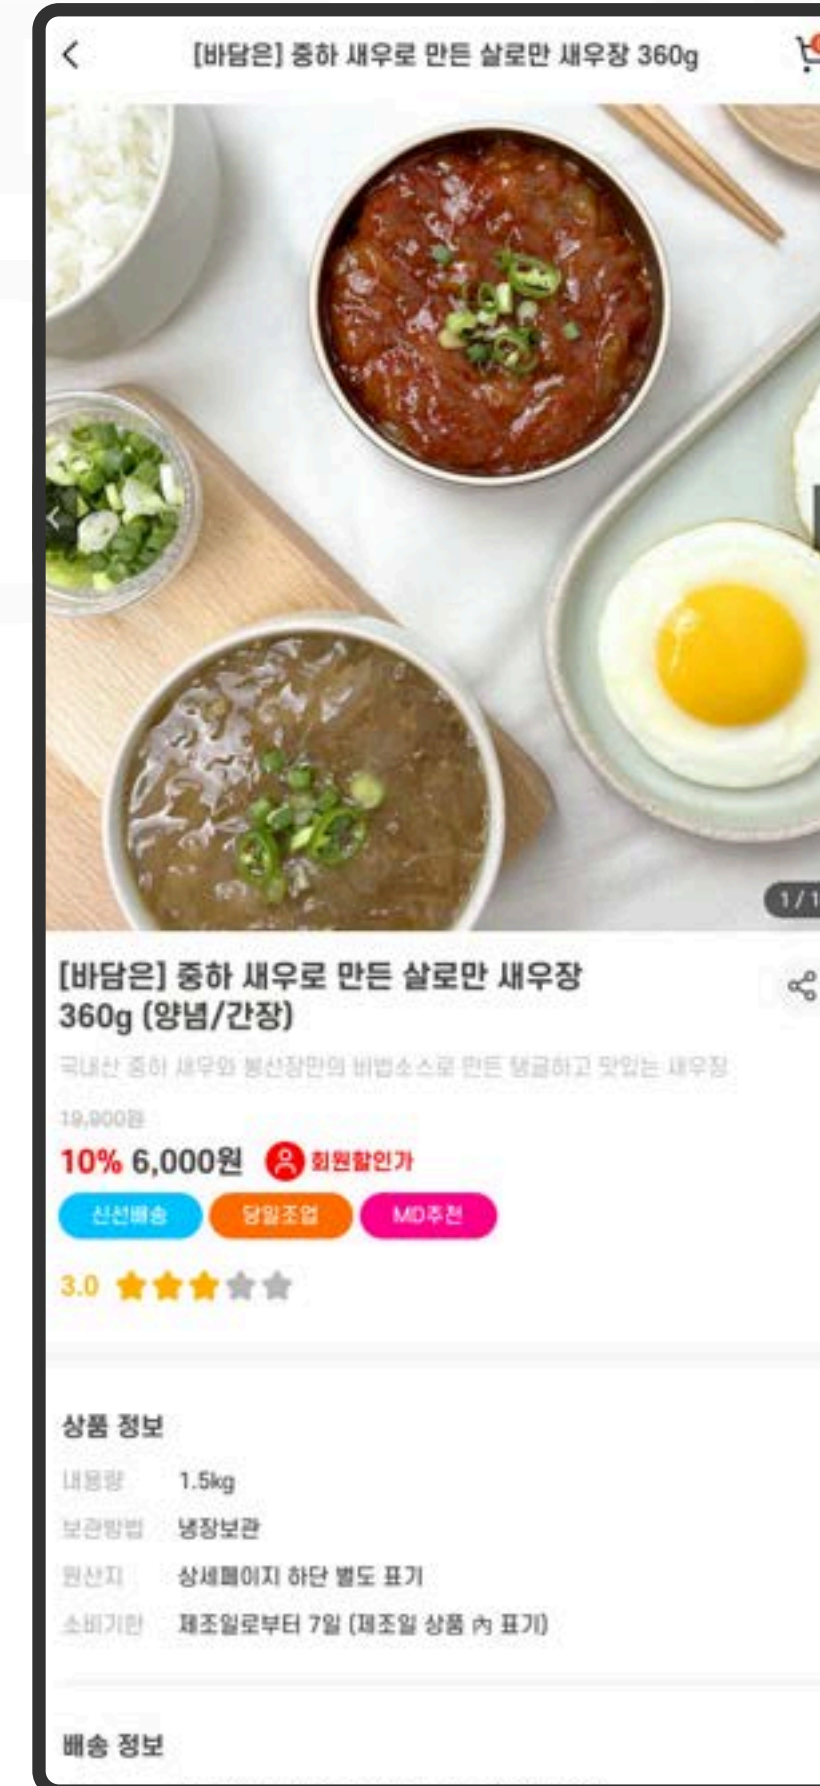 [바담은] 중하 새우로 만든 살로만 새우장 360g
1 / 1
[바담은] 중하 새우로 만든 살로만 새우장
360g (양념/간장)
국내산 중하 새우와 봉선장만의 비법소스로 만든 탱글하고 맛있는 새우장
19,900원
10% 6,000원 회원할인가
신선배송 당일조업 MD추천
3.0
상품 정보
내용량 1.5kg
보관방법 냉장보관
원산지 상세페이지 하단 별도 표기
소비기한 제조일로부터 7일 (제조일 상품 內 표기)
배송 정보